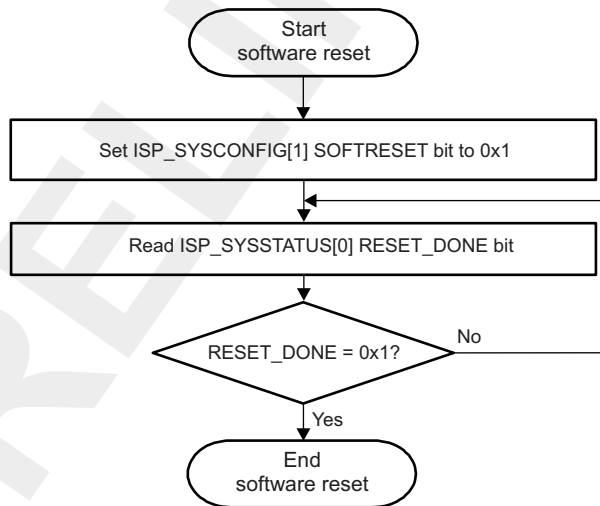 Start
software reset
Set ISP_SYSCONFIG[1] SOFTRESET bit to 0x1
Read ISP_SYSSTATUS[0] RESET_DONE bit
RESET_DONE = 0x1?
No
Yes
End
software reset